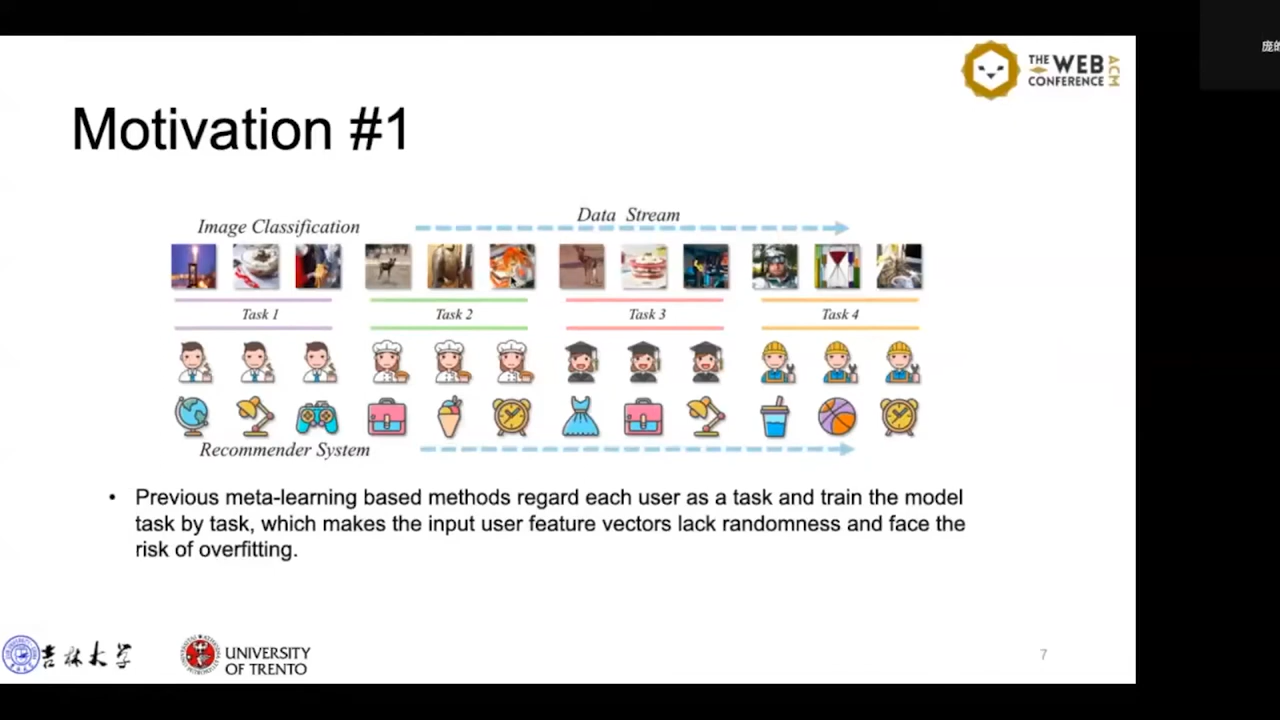 THE WEB
CONFERENCE
ACM
Motivation #1
Image Classification
Data Stream
Task 1
Task 2
Task 3
Task 4
Recommender System
• Previous meta-learning based methods regard each user as a task and train the model
task by task, which makes the input user feature vectors lack randomness and face the
risk of overfitting.
吉林大学
UNIVERSITY
OF TRENTO
7